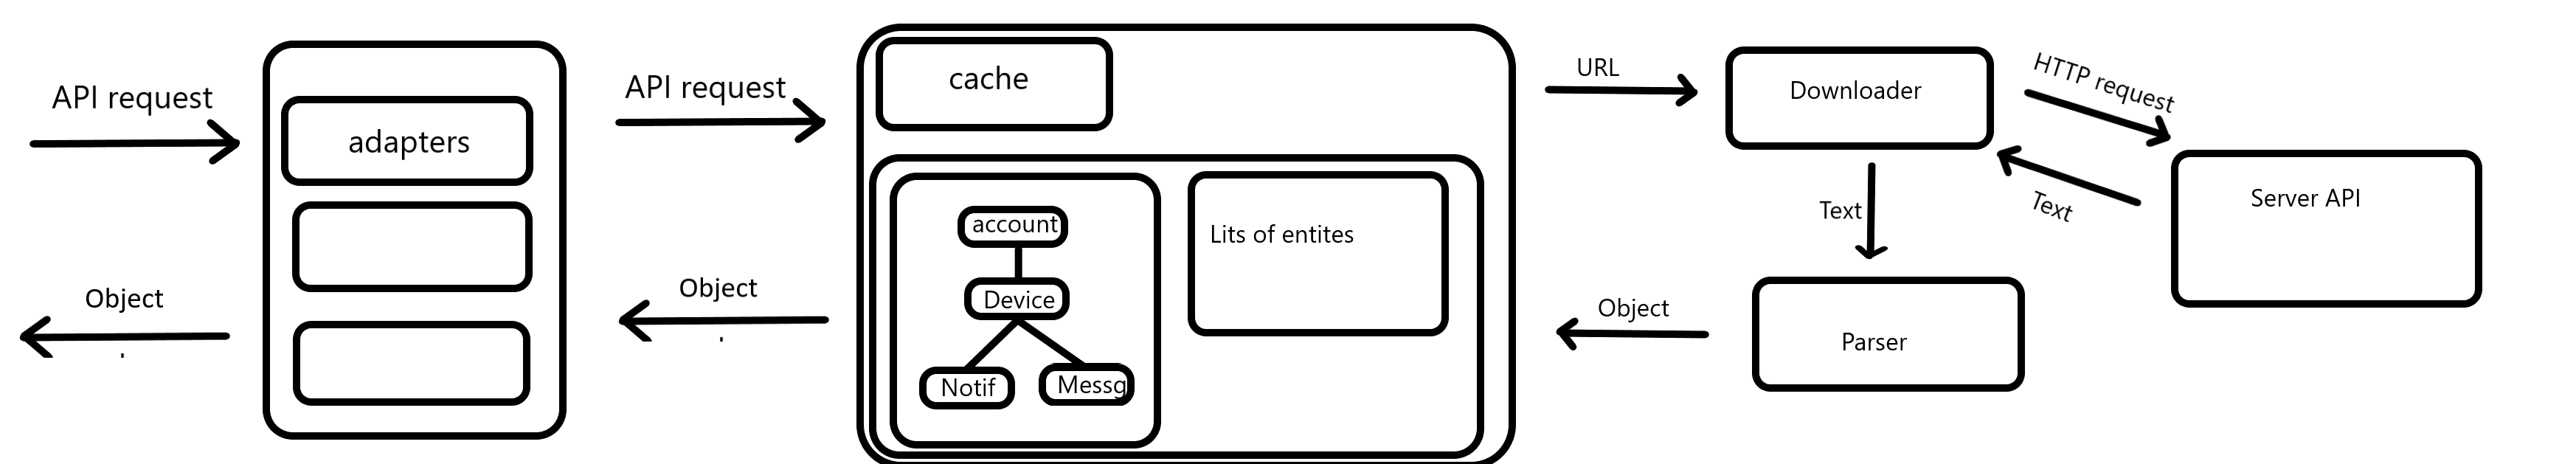 API request
adapters
Object
API request
Object
cache
account
Device
Notif
Messg
Lits of entites
URL
Downloader
HTTP request
Text
Text
Server API
Object
Parser